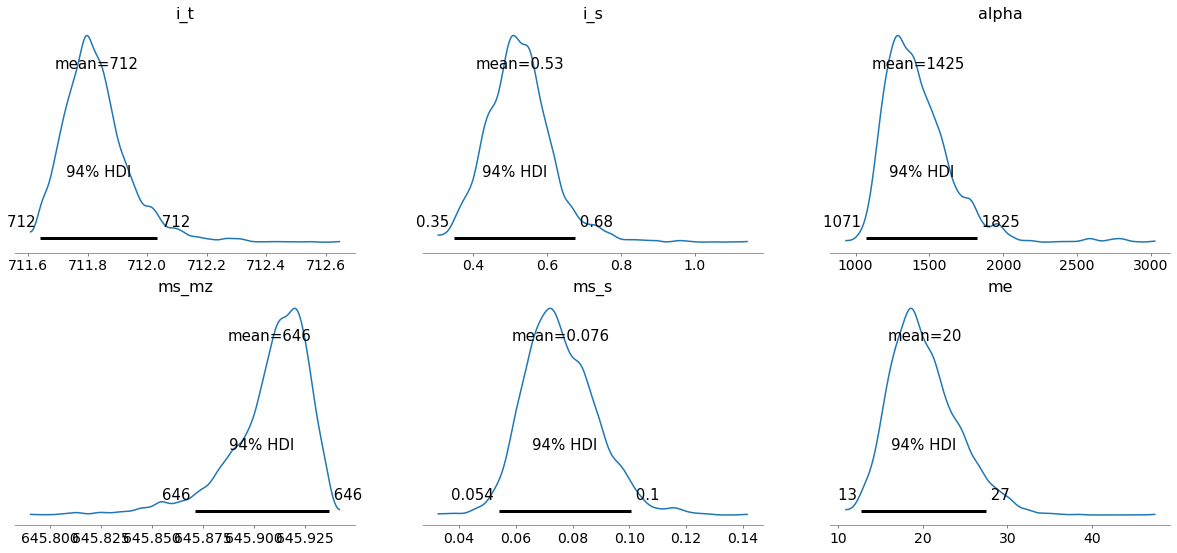 i_t
mean=712
94% HDI
712 712
711.6 711.8 712.0 712.2 712.4 712.6
i_s
mean=0.53
94% HDI
0.35 0.68
0.4 0.6 0.8 1.0
alpha
mean=1425
94% HDI
1071 1825
1000 1500 2000 2500 3000
ms_mz
mean=646
94% HDI
646 646
645.800 645.825 645.850 645.875 645.900 645.925
ms_s
mean=0.076
94% HDI
0.054 0.1
0.04 0.06 0.08 0.10 0.12 0.14
me
mean=20
94% HDI
13 27
10 20 30 40